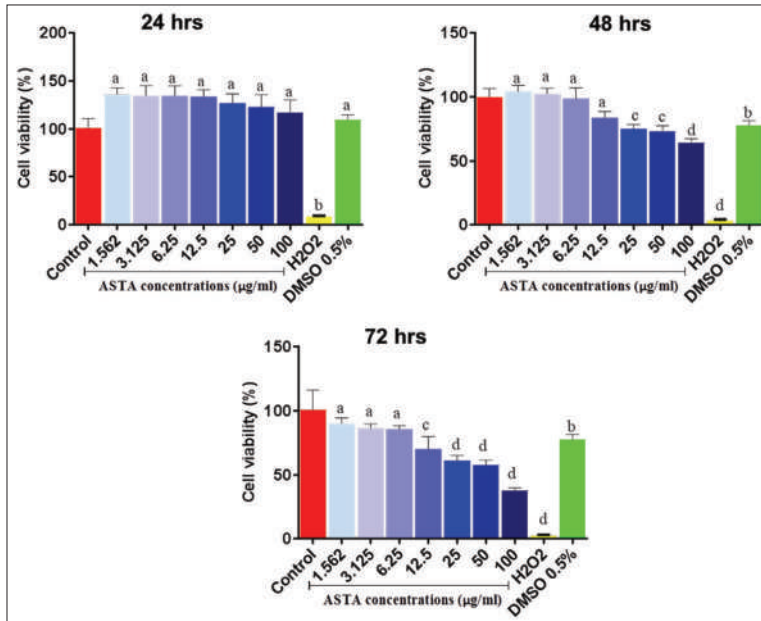 24 hrs
Cell viability (%)
200
150
100
50
0
a a a a a a a b a
Control 1.562 3.125 6.25 12.5 25 50 100 H2O2 DMSO 0.5%
ASTA concentrations (µg/ml)
48 hrs
Cell viability (%)
150
100
50
0
a a a a c c d d b
Control 1.562 3.125 6.25 12.5 25 50 100 H2O2 DMSO 0.5%
ASTA concentrations (µg/ml)
72 hrs
Cell viability (%)
150
100
50
0
a a a c d d d d b
Control 1.562 3.125 6.25 12.5 25 50 100 H2O2 DMSO 0.5%
ASTA concentrations (µg/ml)